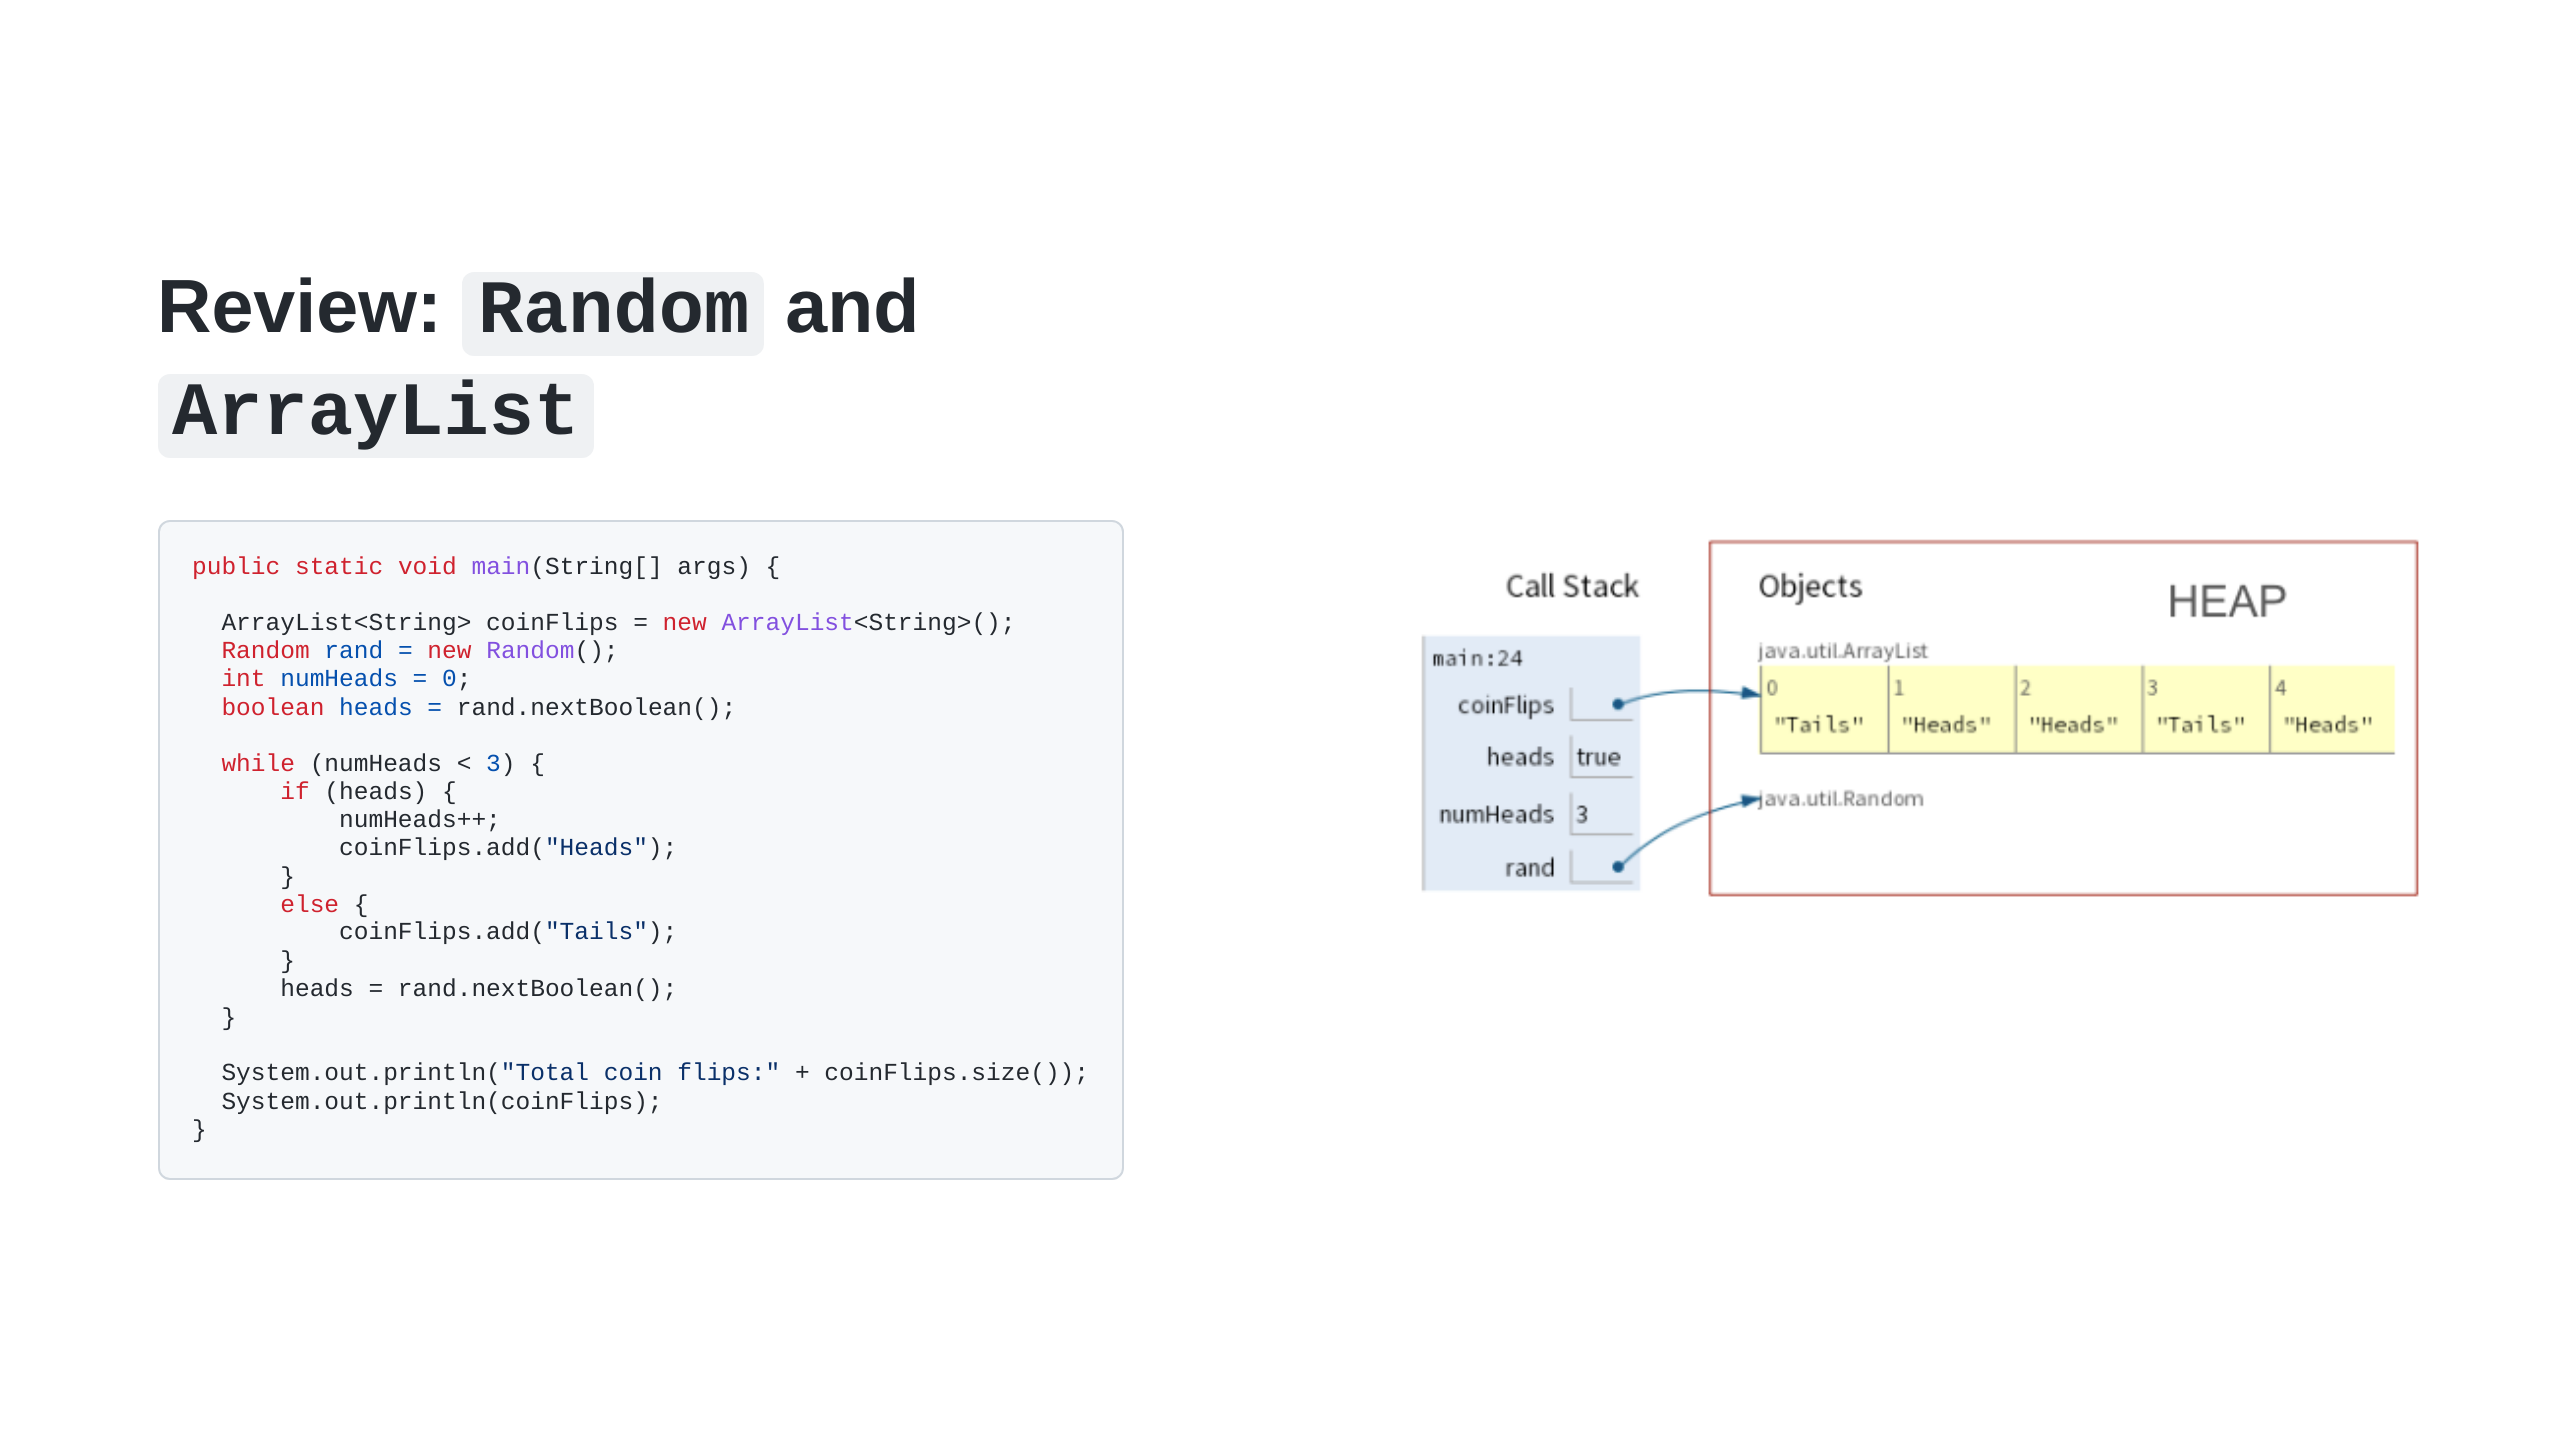 Review: Random and
ArrayList
public static void main(String[] args) {
ArrayList<String> coinFlips = new ArrayList<String>();
Random rand = new Random();
int numHeads = 0;
boolean heads = rand.nextBoolean();
while (numHeads < 3) {
if (heads) {
numHeads++;
coinFlips.add("Heads");
}
else {
coinFlips.add("Tails");
}
heads = rand.nextBoolean();
}
System.out.println("Total coin flips:" + coinFlips.size());
System.out.println(coinFlips);
}
Call Stack
main:24
coinFlips
heads true
numHeads 3
rand
Objects
HEAP
java.util.ArrayList
0 1 2 3 4
"Tails" "Heads" "Heads" "Tails" "Heads"
java.util.Random